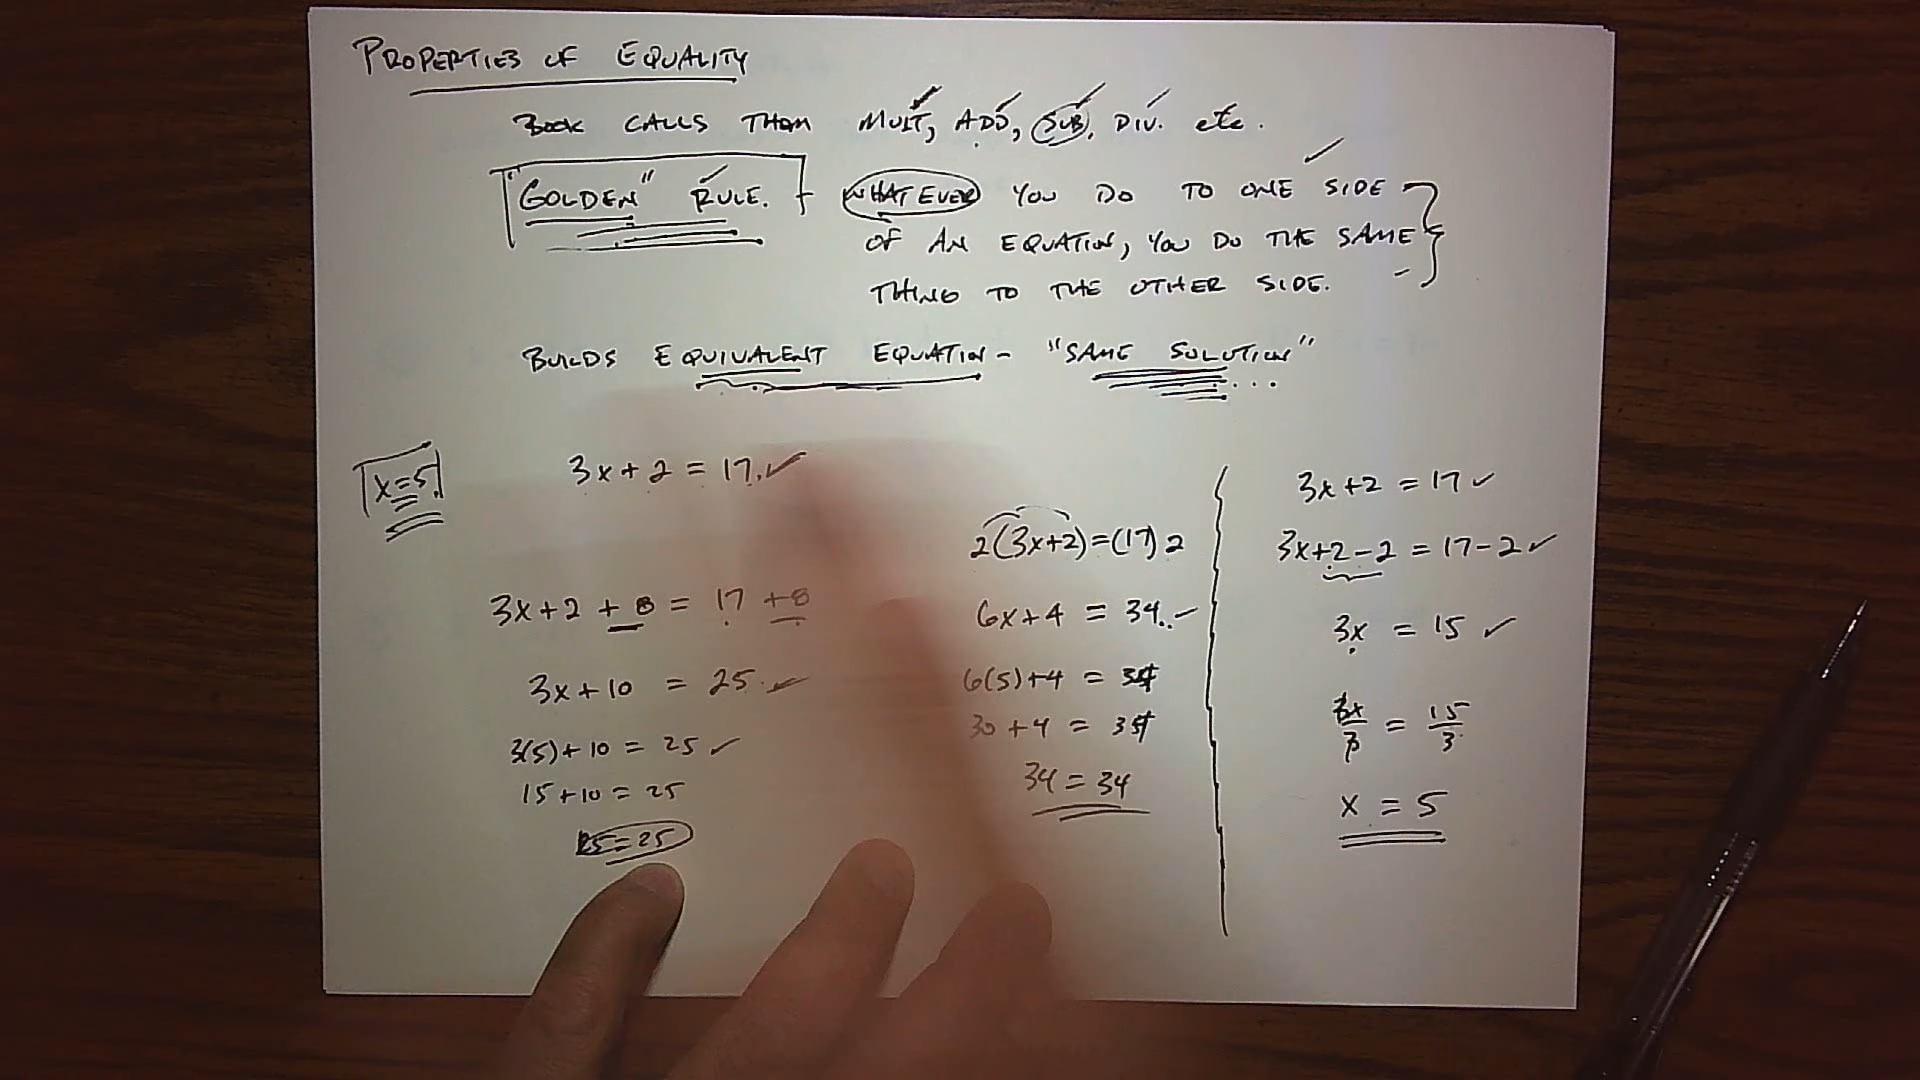 PROPERTIES OF EQUALITY
BOOK CALLS THEM MULT, ADD, SUB, DIV. etc.
"GOLDEN" RULE. - WHATEVER YOU DO TO ONE SIDE
OF AN EQUATION, YOU DO THE SAME
THING TO THE OTHER SIDE.
BUILDS EQUIVALENT EQUATION - "SAME SOLUTION" ...
x=5
3x+2 = 17
3x+2 +8 = 17 +8
3x+10 = 25
3(5)+10 = 25
15+10 = 25
25=25
2(3x+2)=(17)2
6x+4 = 34
6(5)+4 = 34
30+4 = 34
34=34
3x+2 = 17
3x+2-2 = 17-2
3x = 15
3x/3 = 15/3
x = 5